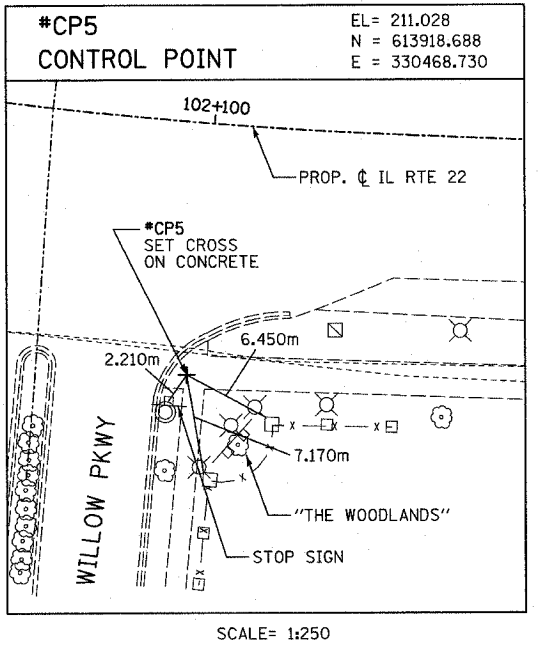 #CP5
CONTROL POINT
EL= 211.028
N = 613918.688
E = 330468.730
102+100
PROP. ℄ IL RTE 22
#CP5
SET CROSS
ON CONCRETE
2.210m
6.450m
7.170m
WILLOW PKWY
"THE WOODLANDS"
STOP SIGN
SCALE= 1:250